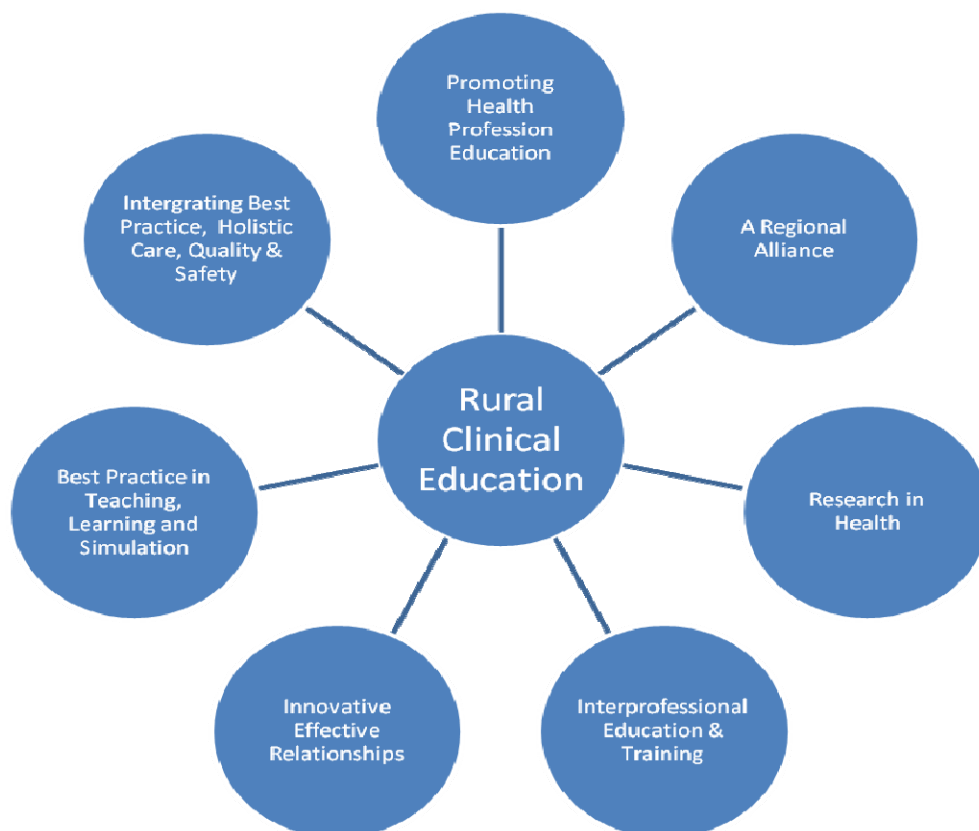 Promoting
Health
Profession
Education
A Regional
Alliance
Research in
Health
Interprofessional
Education &
Training
Innovative
Effective
Relationships
Best Practice in
Teaching,
Learning and
Simulation
Intergrating Best
Practice, Holistic
Care, Quality &
Safety
Rural
Clinical
Education